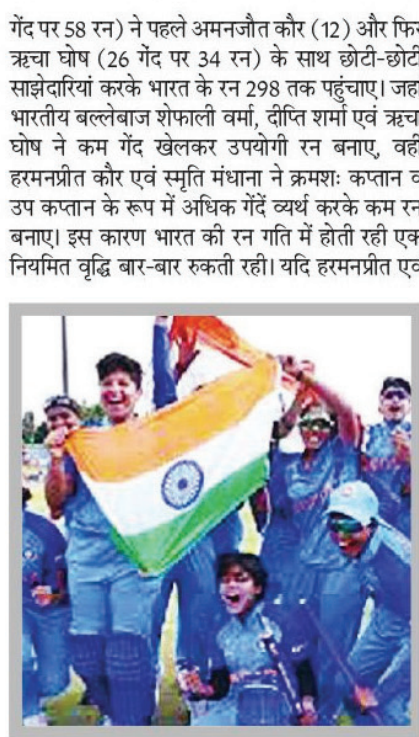 गेंद पर 58 रन) ने पहले अमनजौत कौर (12) और फिर
ऋचा घोष (26 गेंद पर 34 रन) के साथ छोटी-छोटी
साझेदारियां करके भारत के रन 298 तक पहुंचाए। जहा
भारतीय बल्लेबाज शेफाली वर्मा, दीप्ति शर्मा एवं ऋचा
घोष ने कम गेंद खेलकर उपयोगी रन बनाए, वही
हरमनप्रीत कौर एवं स्मृति मंधाना ने क्रमशः कप्तान व
उप कप्तान के रूप में अधिक गेंदें व्यर्थ करके कम रन
बनाए। इस कारण भारत की रन गति में होती रही एक
नियमित वृद्धि बार-बार रुकती रही। यदि हरमनप्रीत एव